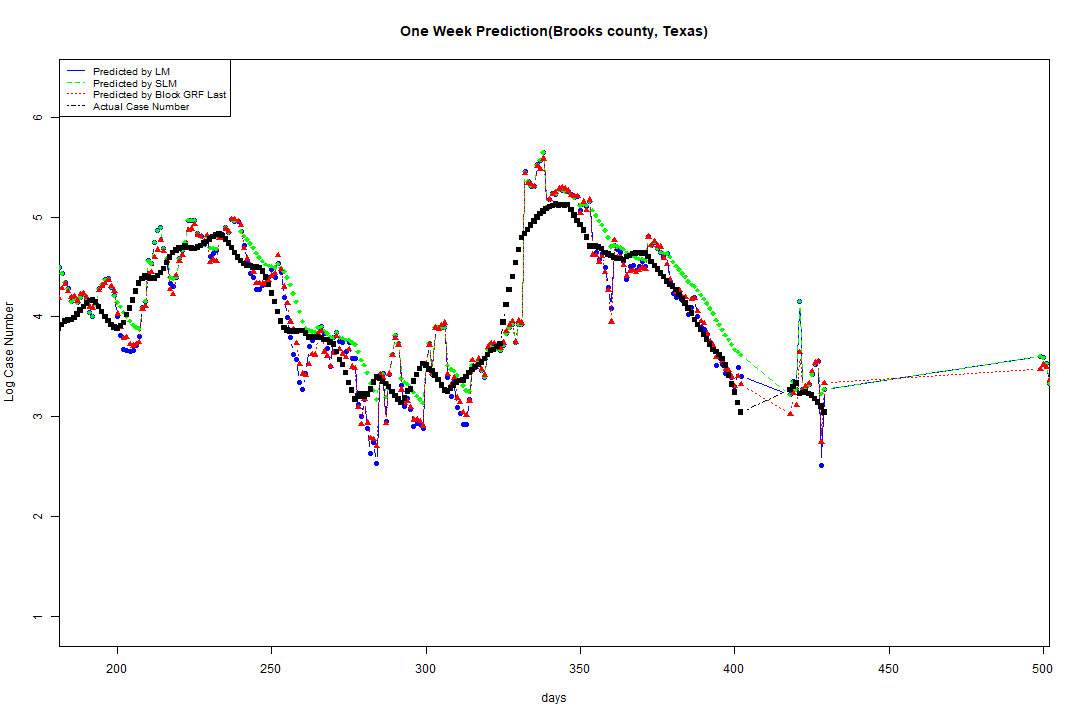 One Week Prediction(Brooks county, Texas)
Predicted by LM
Predicted by SLM
Predicted by Block GRF Last
Actual Case Number
Log Case Number
6
5
4
3
2
1
200 250 300 350 400 450 500
days